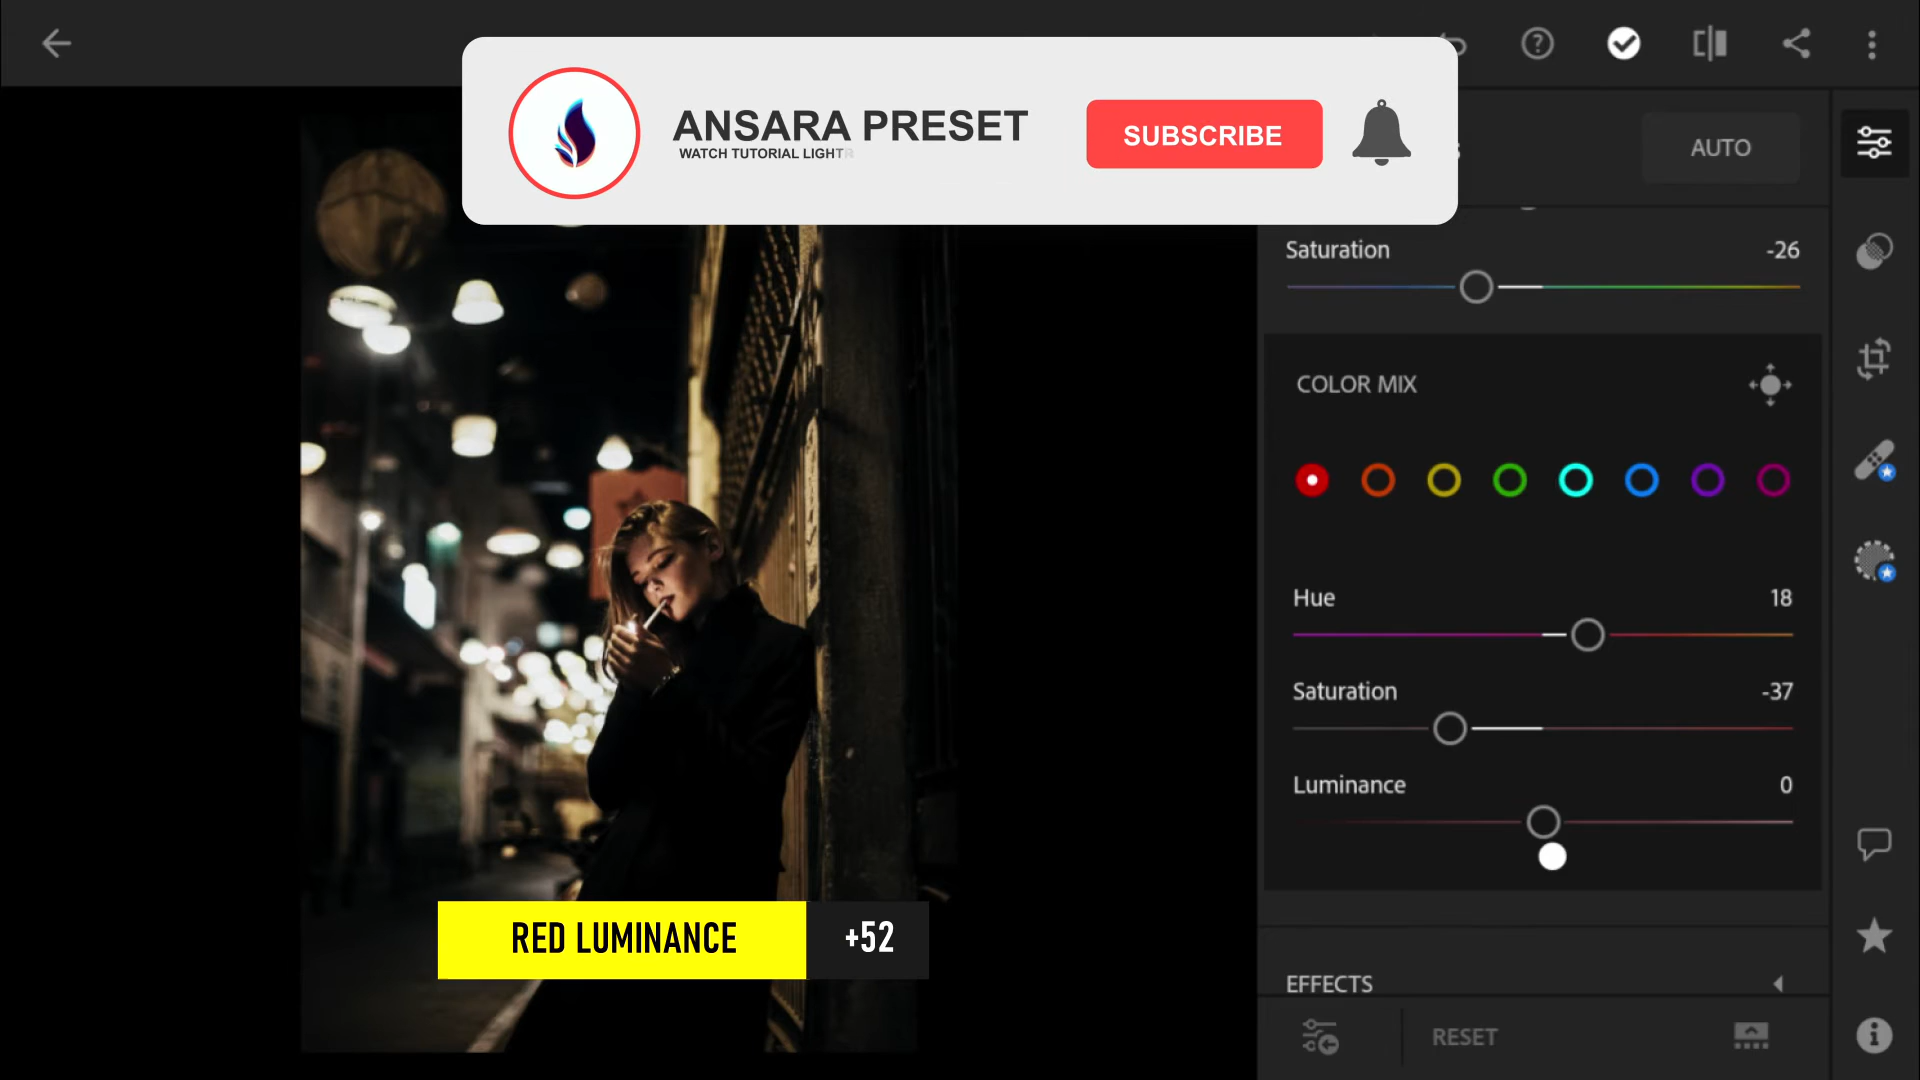 ANSARA PRESET
WATCH TUTORIAL LIGHTR
SUBSCRIBE
AUTO
Saturation -26
COLOR MIX
Hue 18
Saturation -37
Luminance 0
RED LUMINANCE +52
EFFECTS
RESET